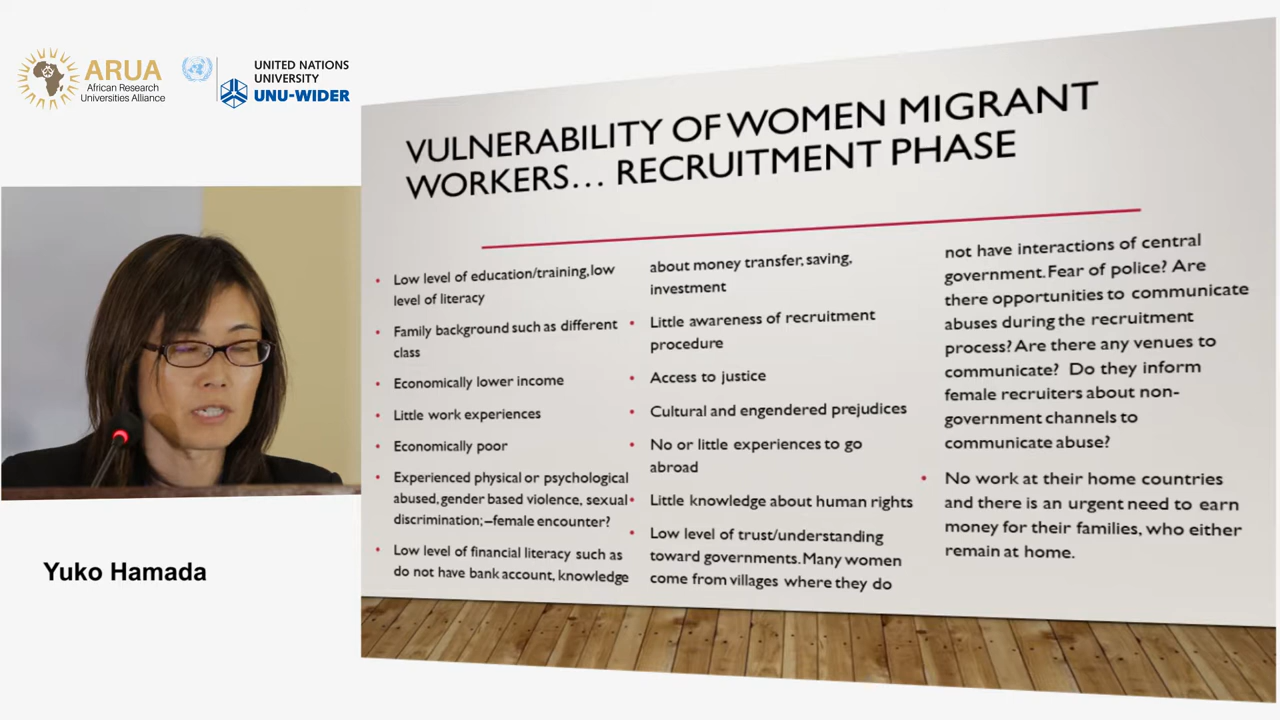 ARUA
African Research
Universities Alliance
UNITED NATIONS
UNIVERSITY
UNU-WIDER
VULNERABILITY OF WOMEN MIGRANT
WORKERS… RECRUITMENT PHASE
• Low level of education/training, low
level of literacy
• Family background such as different
class
• Economically lower income
• Little work experiences
• Economically poor
• Experienced physical or psychological
abused, gender based violence, sexual
discrimination; –female encounter?
• Low level of financial literacy such as
do not have bank account, knowledge
about money transfer, saving,
investment
• Little awareness of recruitment
procedure
• Access to justice
• Cultural and engendered prejudices
• No or little experiences to go
abroad
• Little knowledge about human rights
• Low level of trust/understanding
toward governments. Many women
come from villages where they do
not have interactions of central
government. Fear of police? Are
there opportunities to communicate
abuses during the recruitment
process? Are there any venues to
communicate? Do they inform
female recruiters about non-
government channels to
communicate abuse?
• No work at their home countries
and there is an urgent need to earn
money for their families, who either
remain at home.
Yuko Hamada